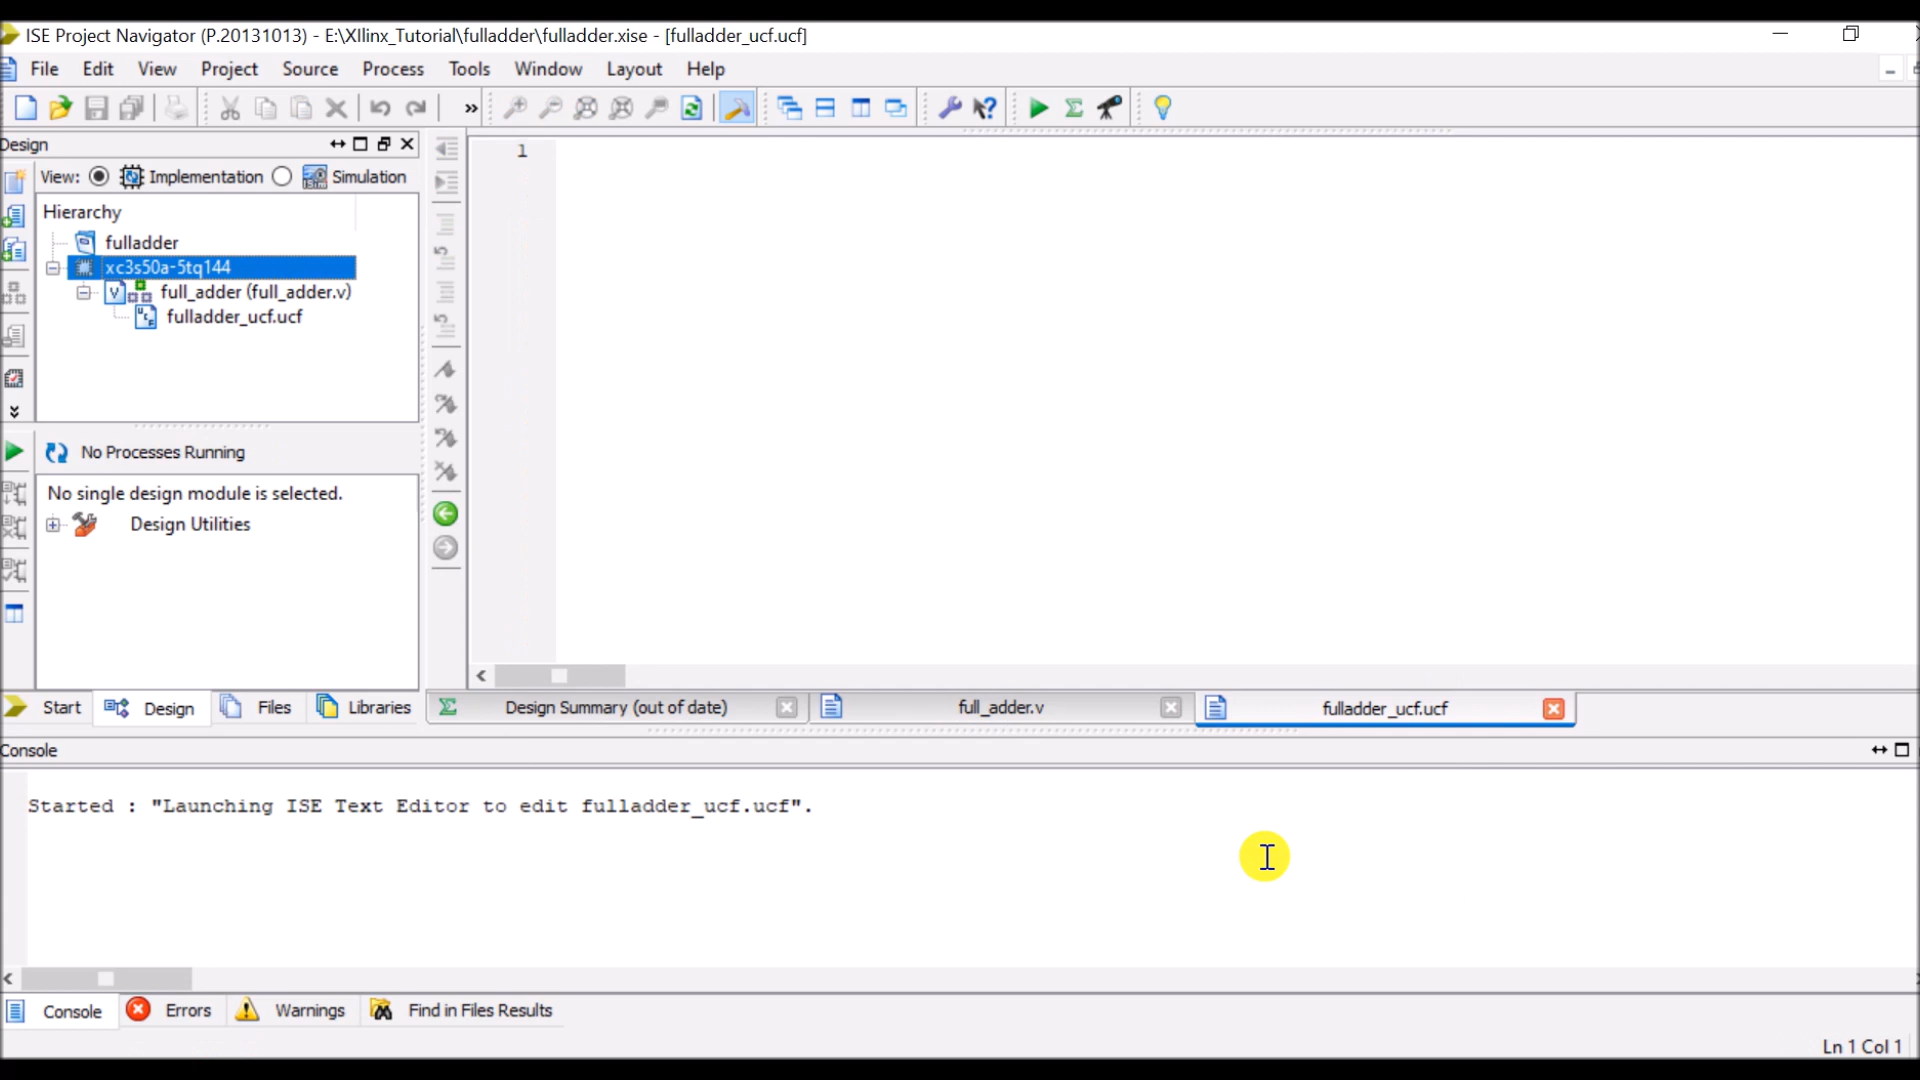 ISE Project Navigator (P.20131013) - E:\XIlinx_Tutorial\fulladder\fulladder.xise - [fulladder_ucf.ucf]
File Edit View Project Source Process Tools Window Layout Help
»
Design
View: Implementation Simulation
Hierarchy
fulladder
xc3s50a-5tq144
full_adder (full_adder.v)
fulladder_ucf.ucf
1
No Processes Running
No single design module is selected.
Design Utilities
Start Design Files Libraries
Design Summary (out of date) full_adder.v fulladder_ucf.ucf
Console
Started : "Launching ISE Text Editor to edit fulladder_ucf.ucf".
Console Errors Warnings Find in Files Results
Ln 1 Col 1